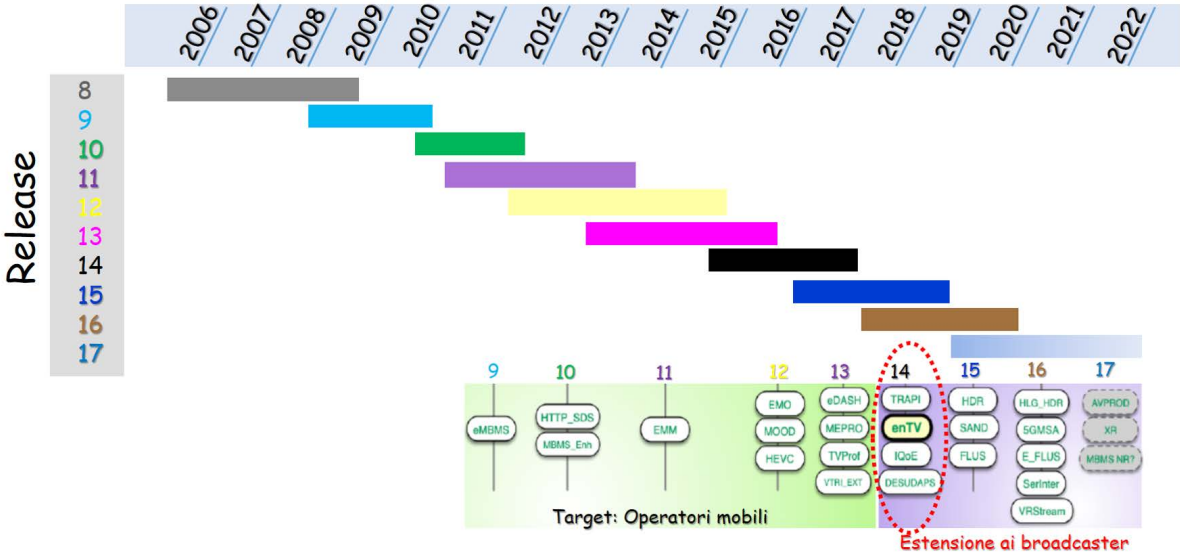 2006 2007 2008 2009 2010 2011 2012 2013 2014 2015 2016 2017 2018 2019 2020 2021 2022
Release
8
9
10
11
12
13
14
15
16
17
9 10 11 12 13 14 15 16 17
eMBMS
HTTP_SDS
MBMS_Enh
EMM
EMO
MOOD
HEVC
eDASH
MEPRO
TVProf
VTRI_EXT
TRAPI
enTV
IQoE
DESUDAPS
HDR
SAND
FLUS
HLG_HDR
5GMSA
E_FLUS
SerInter
VRStream
AVPROD
XR
MBMS NR?
Target: Operatori mobili
Estensione ai broadcaster